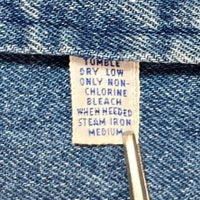 TUMBLE
DRY LOW
ONLY NON-
CHLORINE
BLEACH
WHEN NEEDED
STEAM IRON
MEDIUM